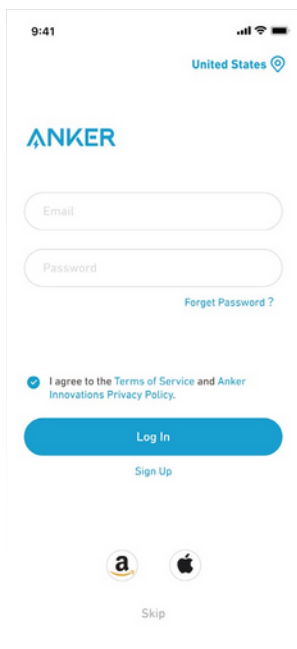 9:41
United States
ANKER
Email
Password
Forget Password ?
I agree to the Terms of Service and Anker
Innovations Privacy Policy.
Log In
Sign Up
a
Skip